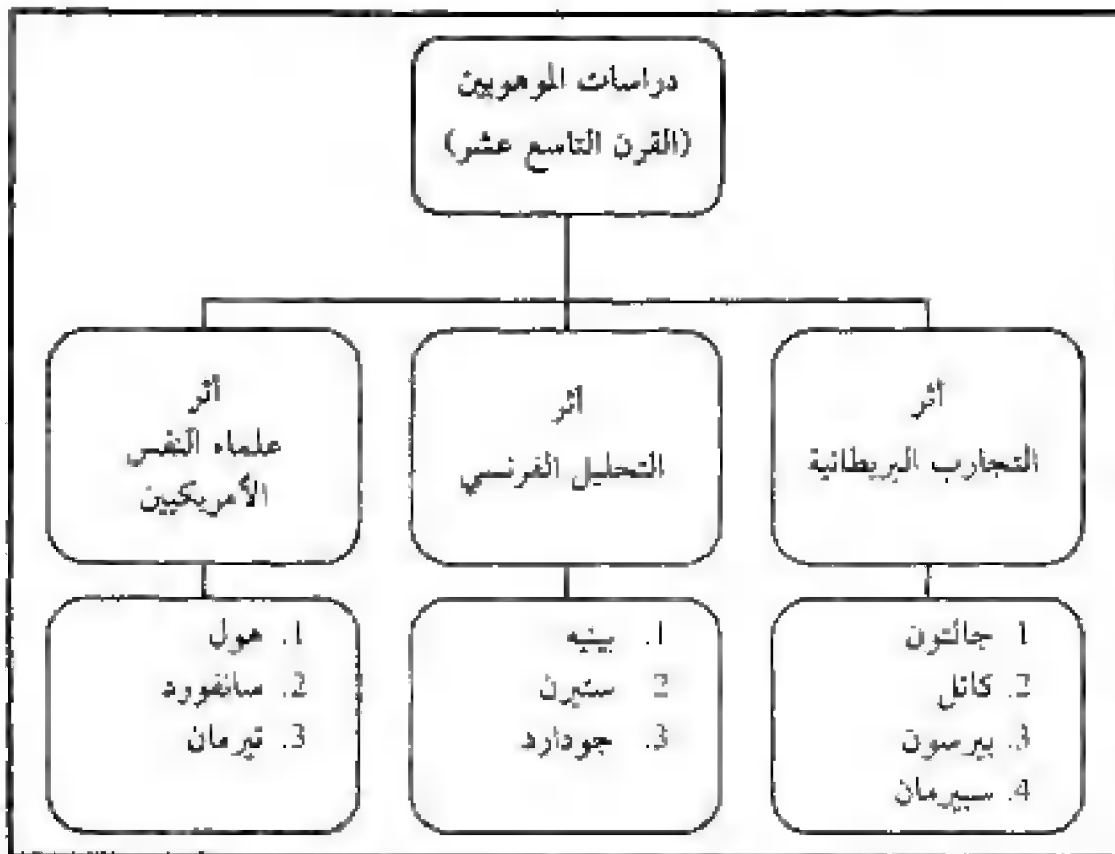 دراسات الموهوبين
(القرن التاسع عشر)
أثر
التجارب البريطانية
أثر
التحليل الفرنسي
أثر
علماء النفس
الأمريكيين
1 جالتون
2. كاتل
3. بيرسون
4. سبيرمان
1. بينيه
2 ستيرن
3. جودارد
1. هول
2. سانفورد
3. تيرمان